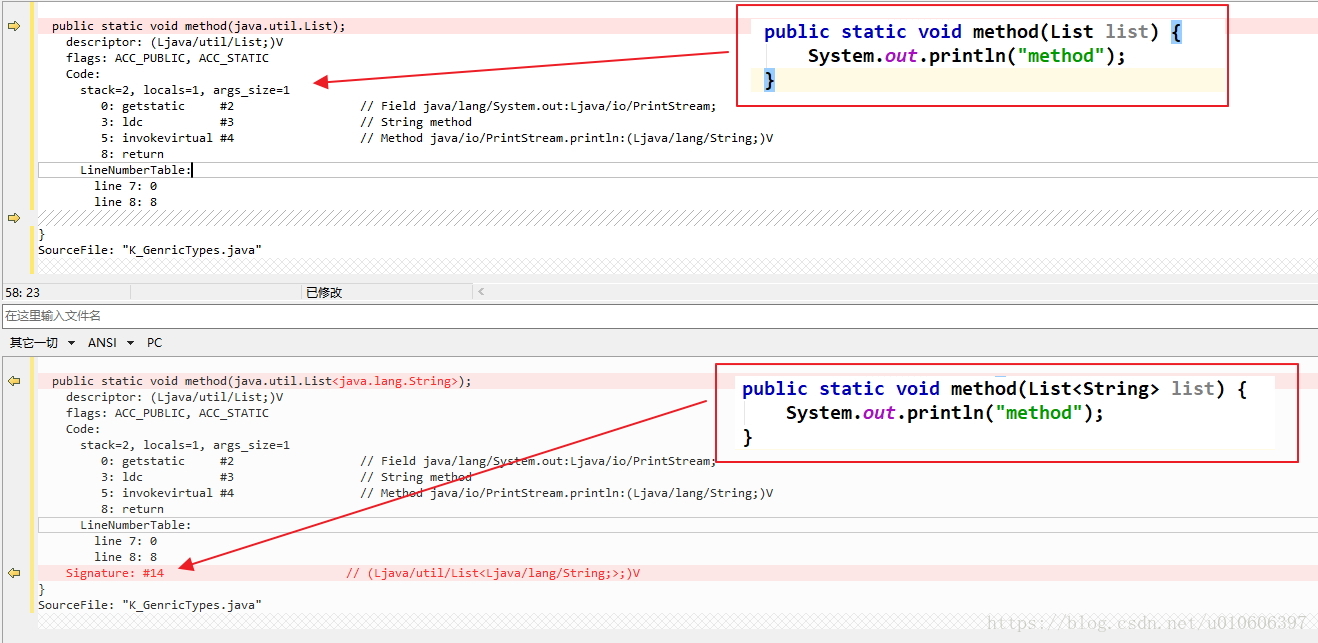 public static void method(java.util.List);
descriptor: (Ljava/util/List;)V
flags: ACC_PUBLIC, ACC_STATIC
Code:
stack=2, locals=1, args_size=1
0: getstatic #2 // Field java/lang/System.out:Ljava/io/PrintStream;
3: ldc #3 // String method
5: invokevirtual #4 // Method java/io/PrintStream.println:(Ljava/lang/String;)V
8: return
LineNumberTable:
line 7: 0
line 8: 8
}
SourceFile: "K_GenricTypes.java"
public static void method(List list) {
System.out.println("method");
}
58: 23 已修改 <
在这里输入文件名
其它一切 ANSI PC
public static void method(java.util.List<java.lang.String>);
descriptor: (Ljava/util/List;)V
flags: ACC_PUBLIC, ACC_STATIC
Code:
stack=2, locals=1, args_size=1
0: getstatic #2 // Field java/lang/System.out:Ljava/io/PrintStream;
3: ldc #3 // String method
5: invokevirtual #4 // Method java/io/PrintStream.println:(Ljava/lang/String;)V
8: return
LineNumberTable:
line 7: 0
line 8: 8
Signature: #14 // (Ljava/util/List<Ljava/lang/String;>;)V
}
SourceFile: "K_GenricTypes.java"
public static void method(List<String> list) {
System.out.println("method");
}
https://blog.csdn.net/u010606397